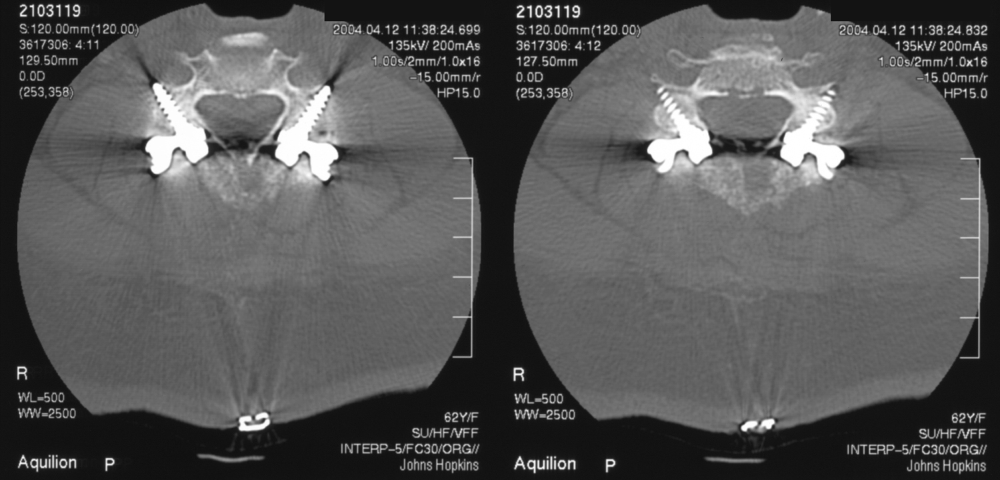 2103119
S:120.00mm(120.00)
3617306: 4:11
129.50mm
0.0D
(253,358)
2004.04.12 11:38:24.699
135kV/ 200mAs
1.00s/2mm/1.0x16
-15.00mm/r
HP15.0
R
WL=500
WW=2500
Aquilion P
62Y/F
SU/HF/VFF
INTERP-5/FC30/ORG//
Johns Hopkins
2103119
S:120.00mm(120.00)
3617306: 4:12
127.50mm
0.0D
(253,358)
2004.04.12 11:38:24.832
135kV/ 200mAs
1.00s/2mm/1.0x16
-15.00mm/r
HP15.0
R
WL=500
WW=2500
Aquilion P
62Y/F
SU/HF/VFF
INTERP-5/FC30/ORG//
Johns Hopkins